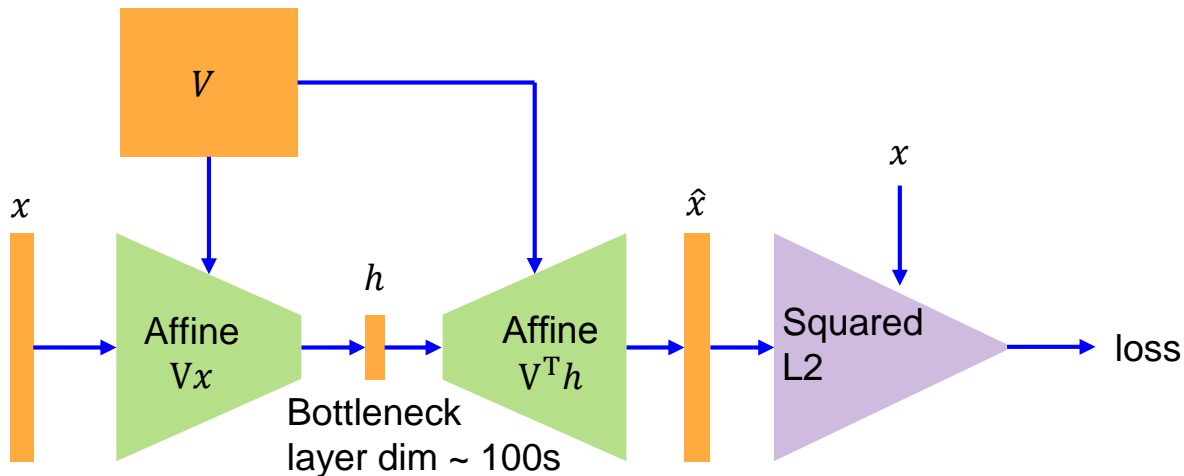 V
x
x
x̂
h
Affine
Vx
Affine
Vᵀh
Squared
L2
loss
Bottleneck
layer dim ~ 100s